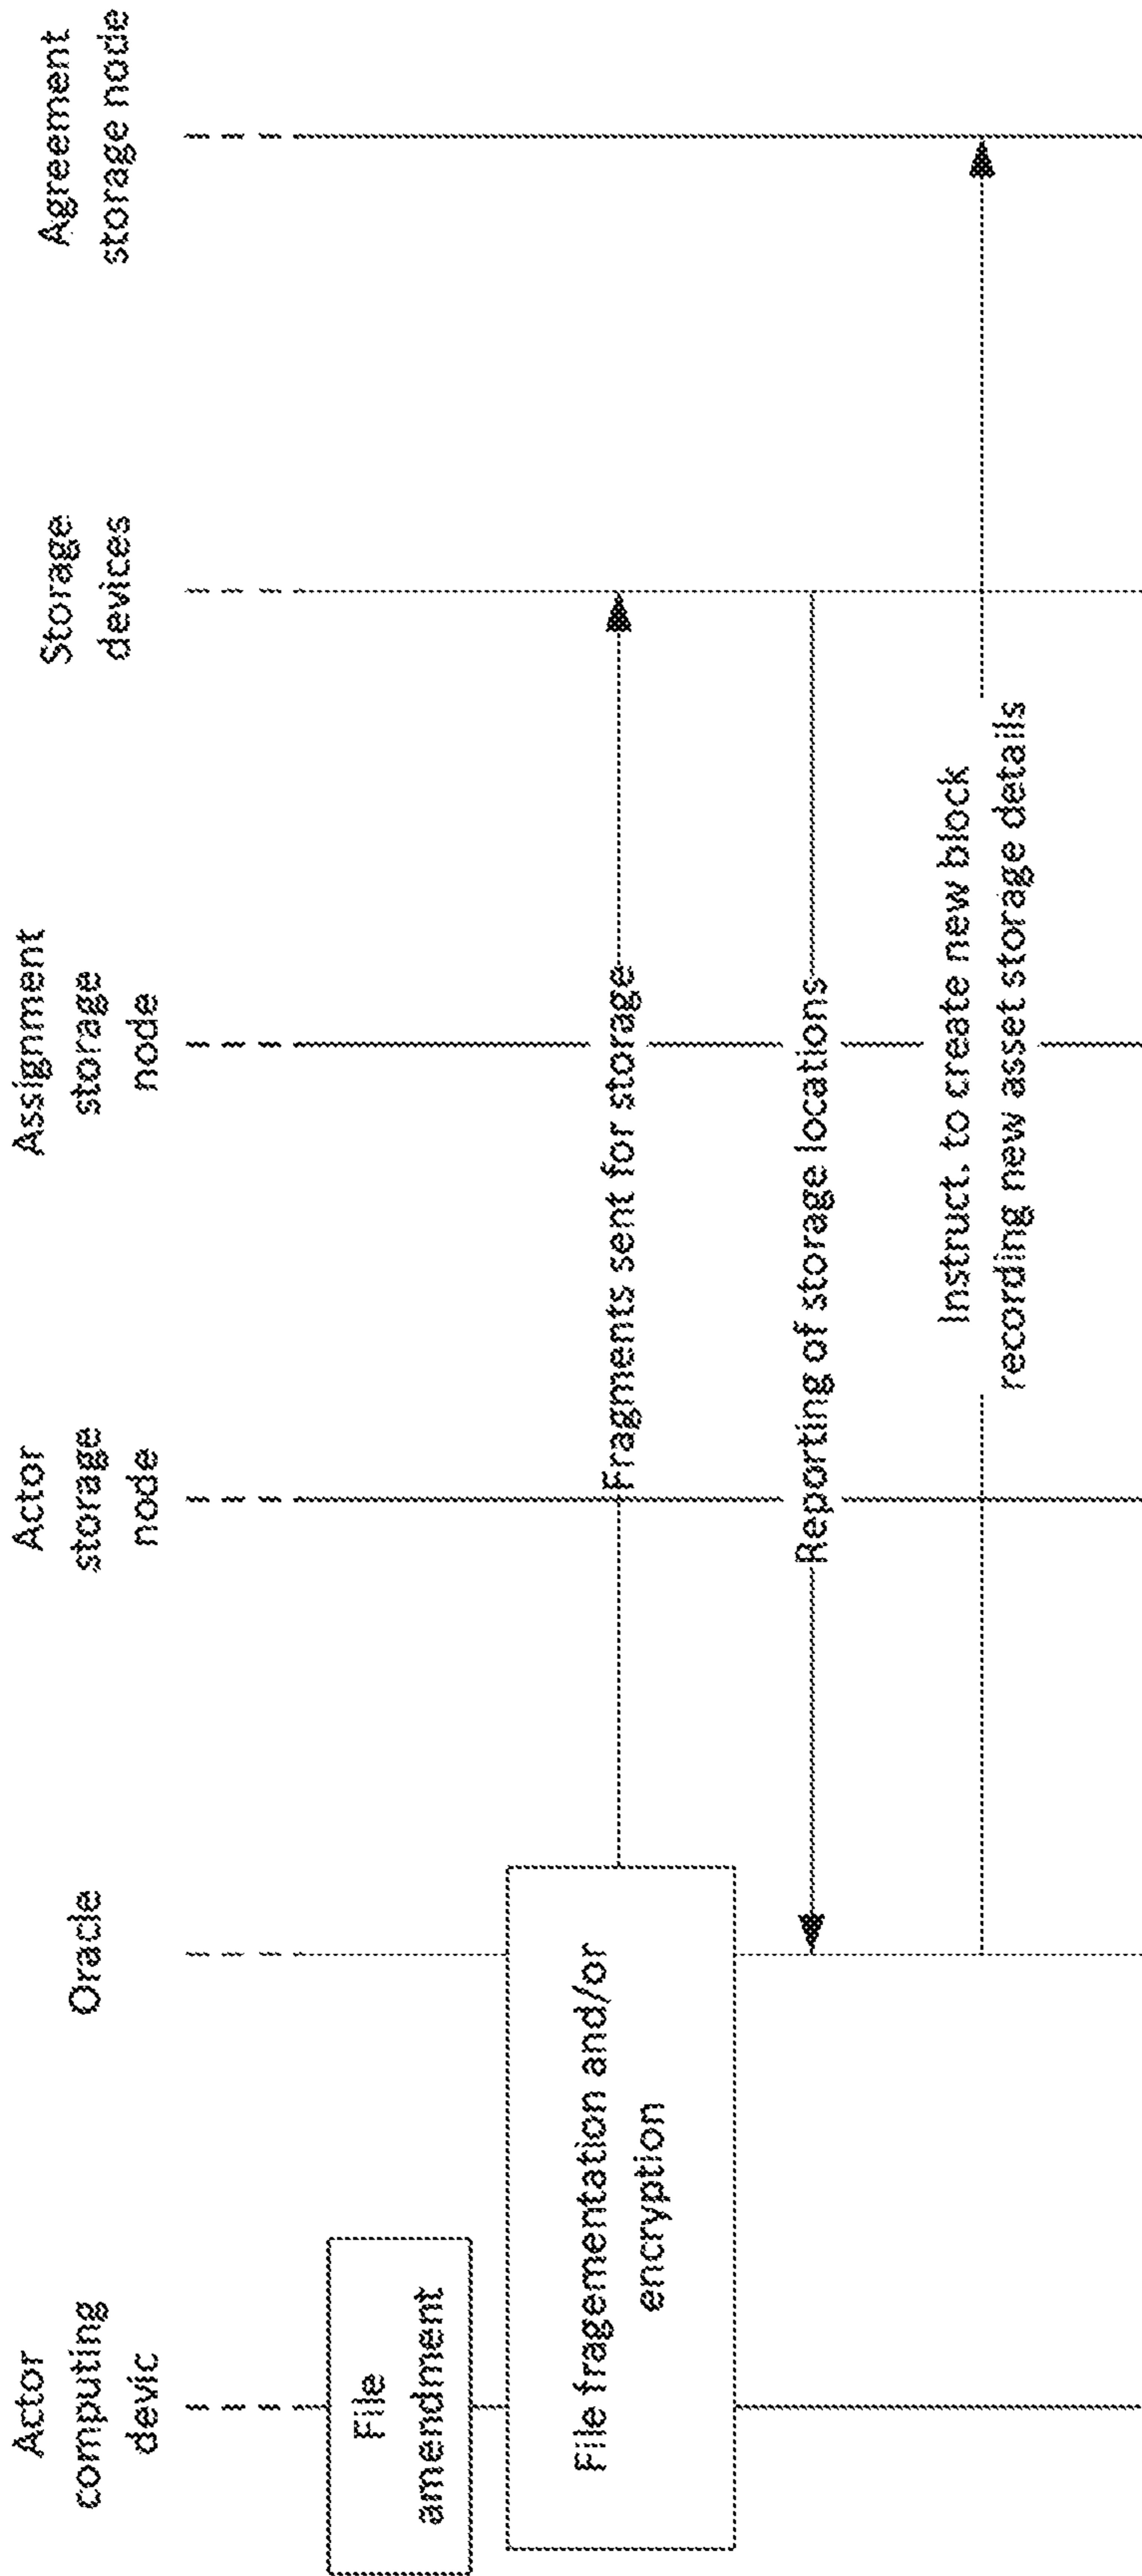 Actor
computing
devic
Oracle
Actor
storage
node
Assignment
storage
node
Storage
devices
Agreement
storage node
File
amendment
File fragementation and/or
encryption
Fragments sent for storage
Reporting of storage locations
Instruct. to create new block
recording new asset storage details